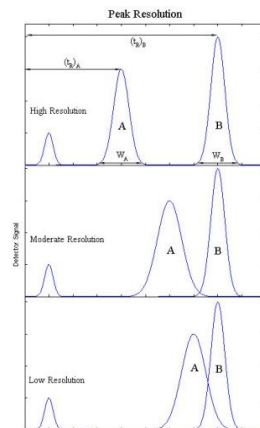 Peak Resolution
(t_R)_B
(t_R)_A
High Resolution
A
B
W_A
W_B
Moderate Resolution
A
B
Detector Signal
Low Resolution
A
B